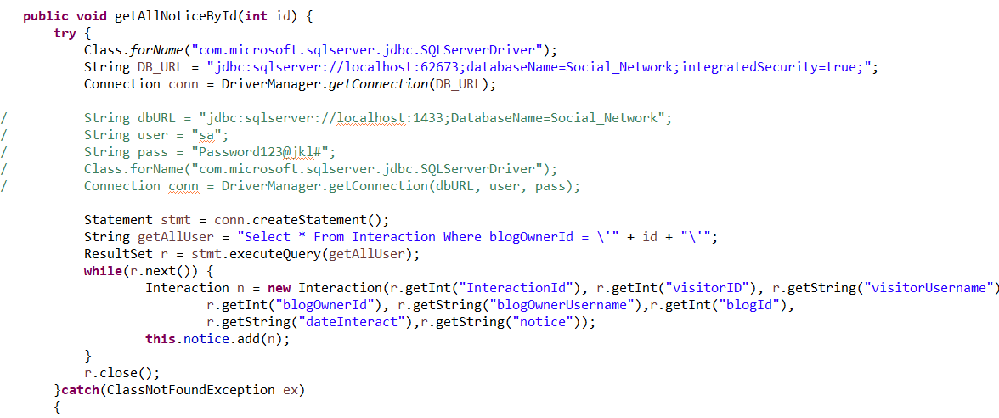 public void getAllNoticeById(int id) {
try {
Class.forName("com.microsoft.sqlserver.jdbc.SQLServerDriver");
String DB_URL = "jdbc:sqlserver://localhost:62673;databaseName=Social_Network;integratedSecurity=true;";
Connection conn = DriverManager.getConnection(DB_URL);
/ String dbURL = "jdbc:sqlserver://localhost:1433;DatabaseName=Social_Network";
/ String user = "sa";
/ String pass = "Password123@jkl#";
/ Class.forName("com.microsoft.sqlserver.jdbc.SQLServerDriver");
/ Connection conn = DriverManager.getConnection(dbURL, user, pass);
Statement stmt = conn.createStatement();
String getAllUser = "Select * From Interaction Where blogOwnerId = \'" + id + "\'";
ResultSet r = stmt.executeQuery(getAllUser);
while(r.next()) {
Interaction n = new Interaction(r.getInt("InteractionId"), r.getInt("visitorID"), r.getString("visitorUsername")
r.getInt("blogOwnerId"), r.getString("blogOwnerUsername"),r.getInt("blogId"),
r.getString("dateInteract"),r.getString("notice"));
this.notice.add(n);
}
r.close();
}catch(ClassNotFoundException ex)
{